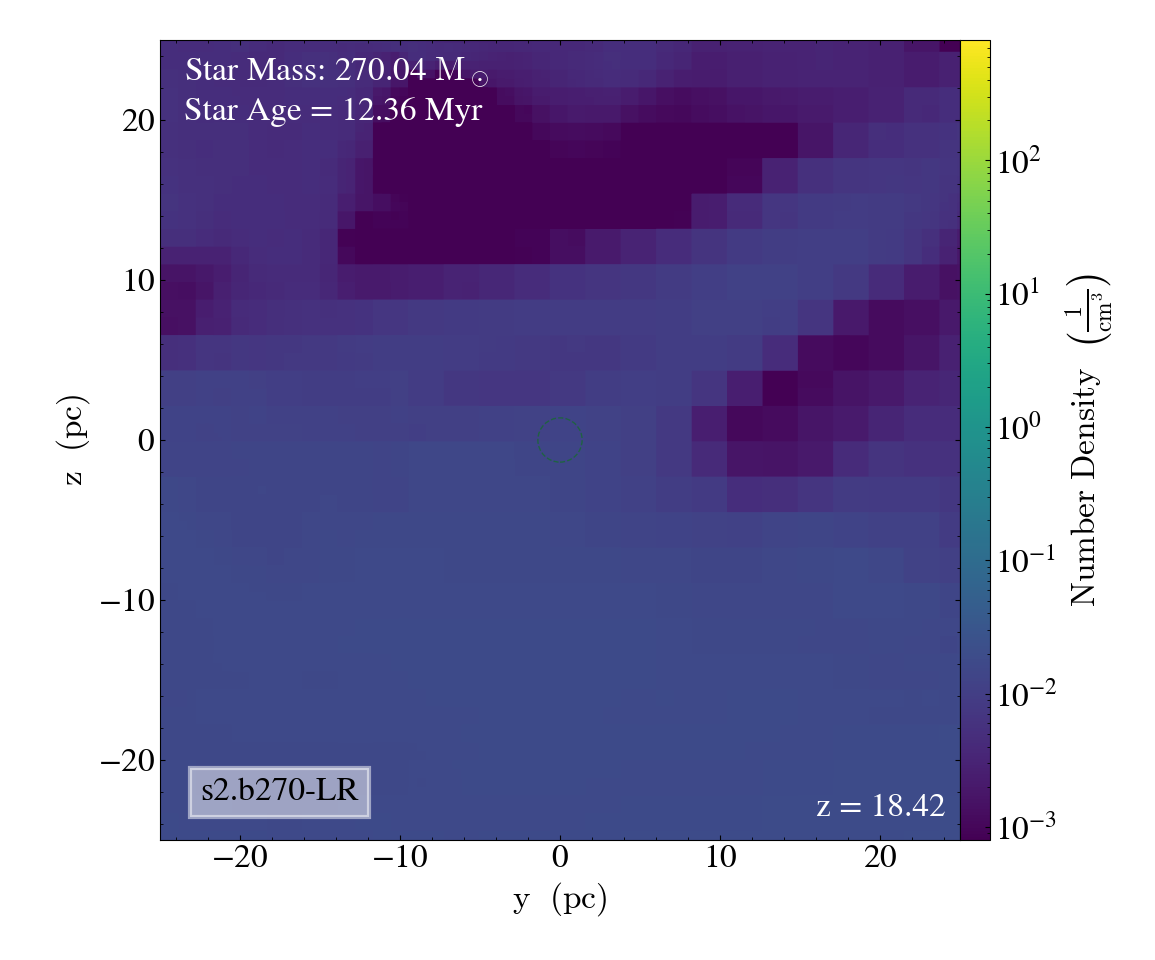 Star Mass: 270.04 M⊙
Star Age = 12.36 Myr
20
10
0
−10
−20
z (pc)
s2.b270-LR
z = 18.42
−20 −10 0 10 20
y (pc)
10²
10¹
10⁰
10⁻¹
10⁻²
10⁻³
Number Density (1/cm³)